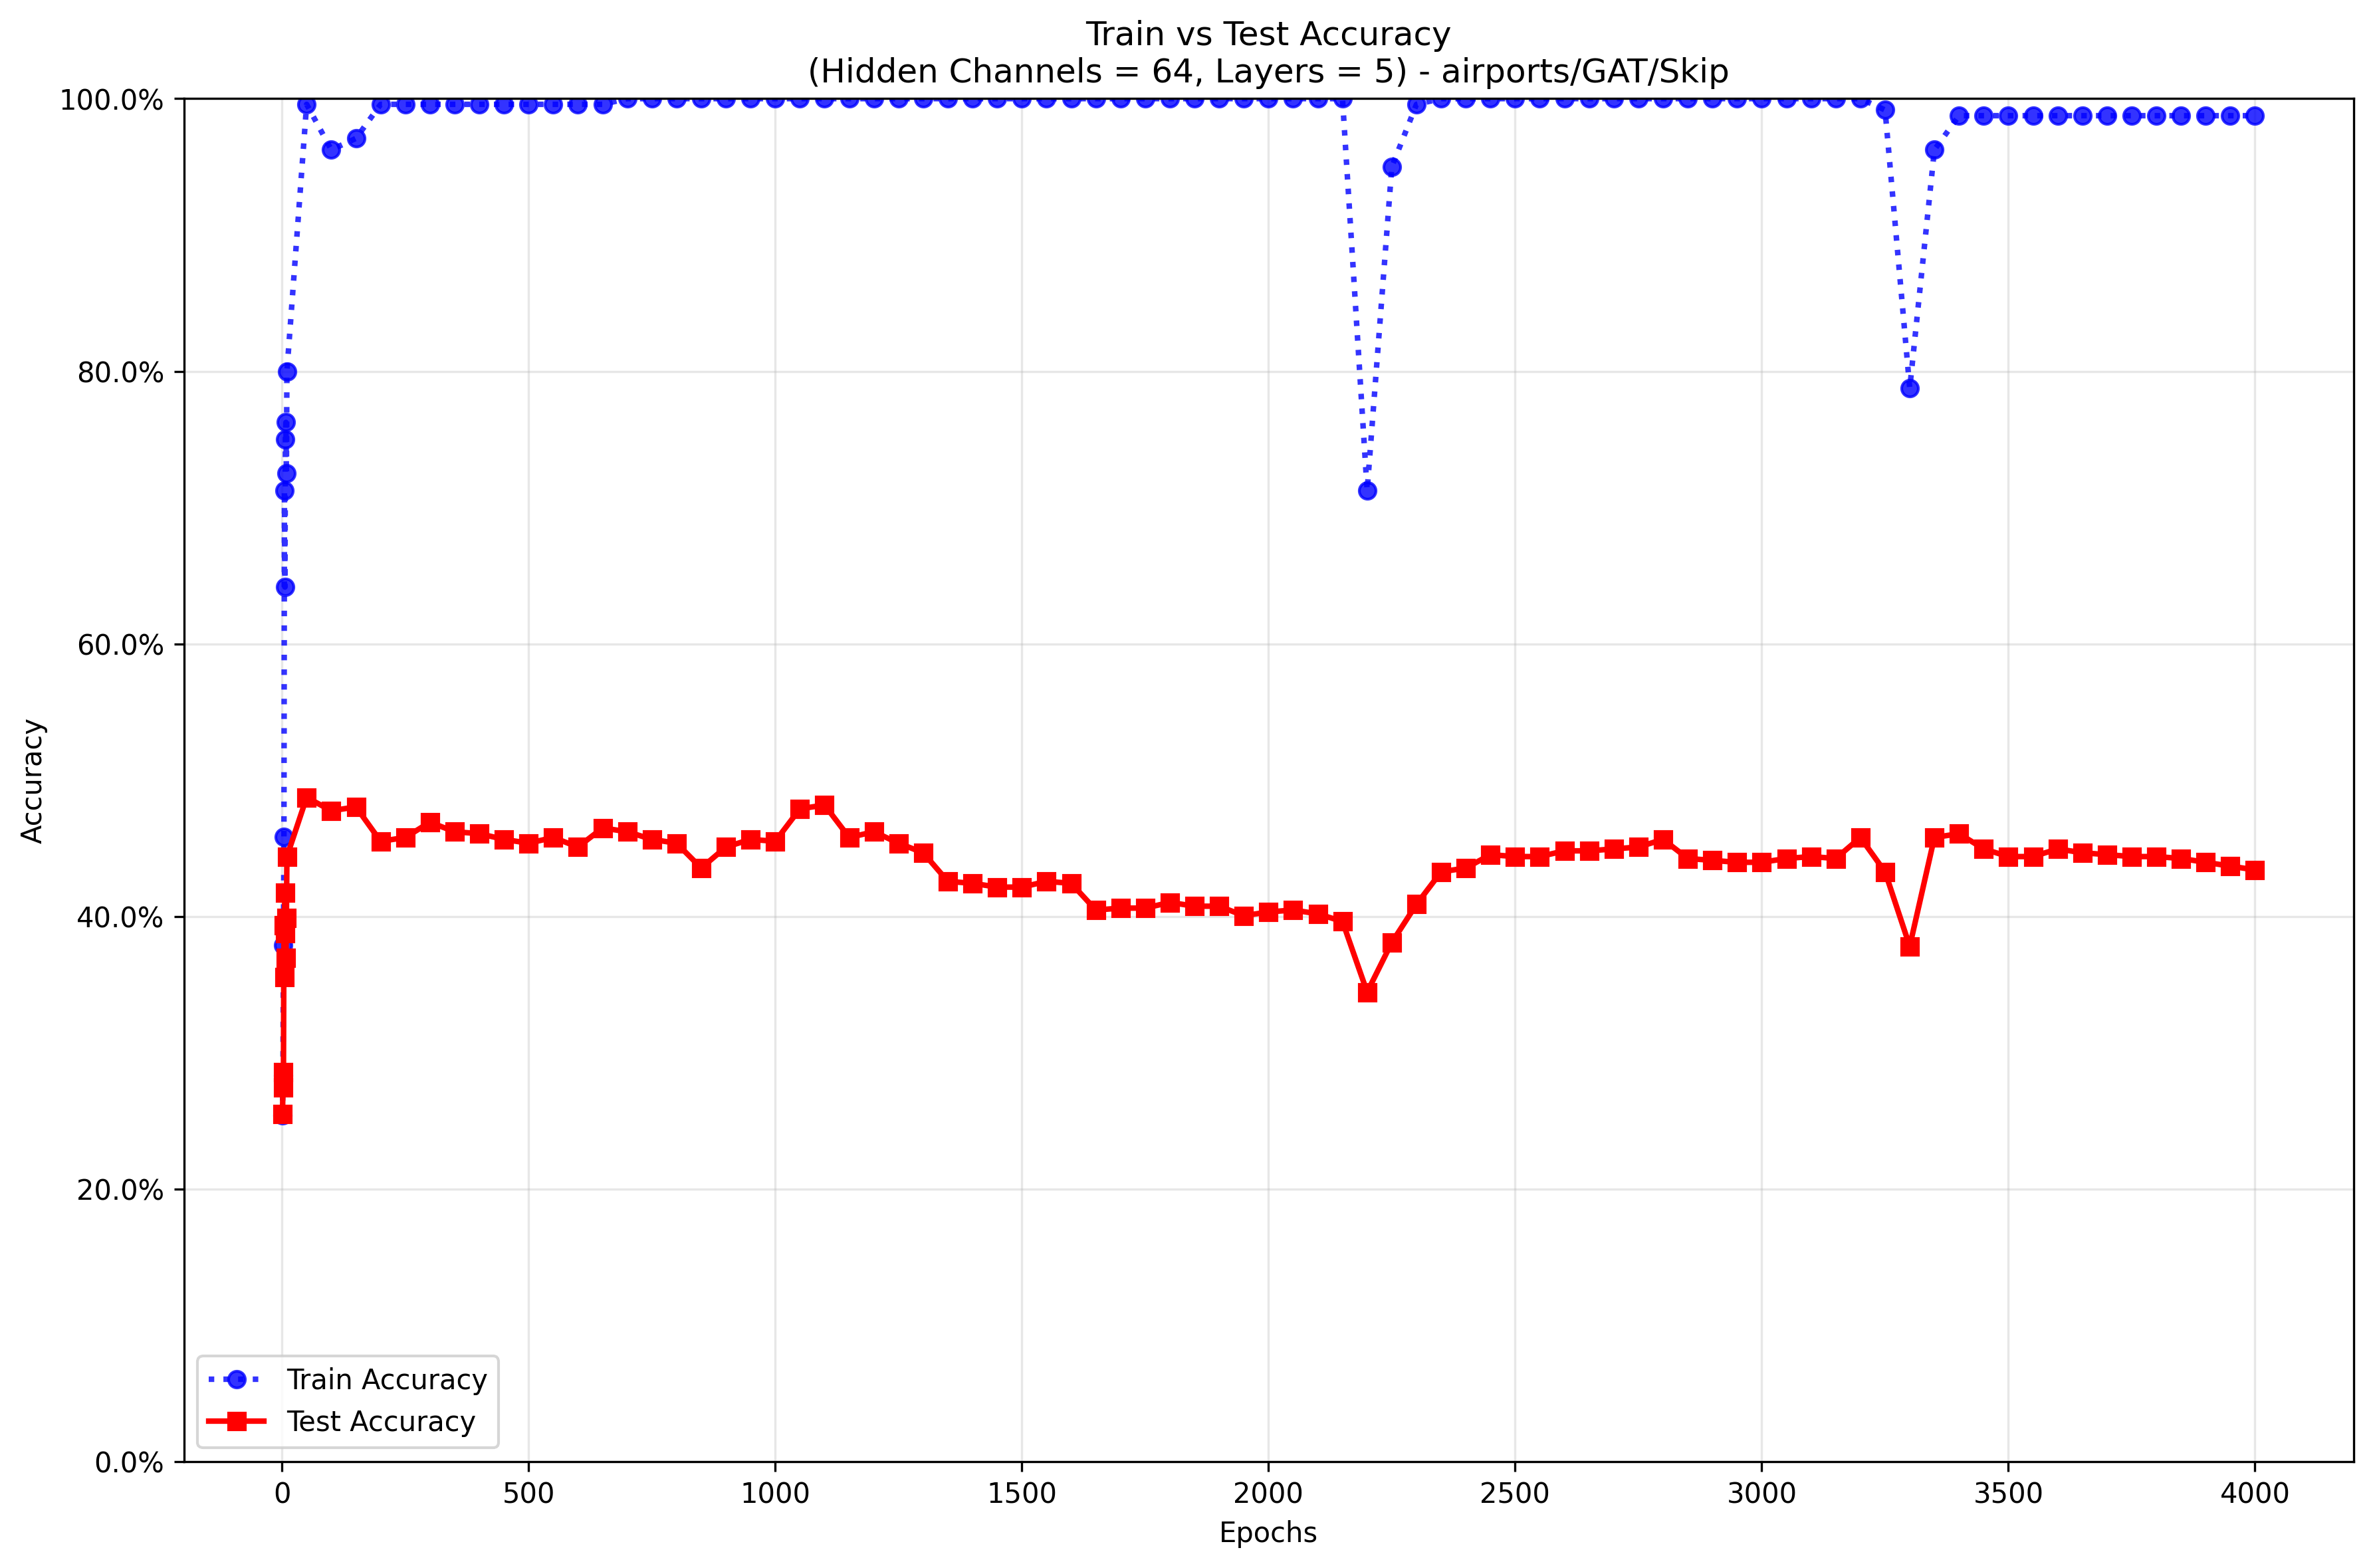 Train vs Test Accuracy
(Hidden Channels = 64, Layers = 5) - airports/GAT/Skip
100.0%
80.0%
60.0%
40.0%
20.0%
0.0%
Accuracy
Train Accuracy
Test Accuracy
0 500 1000 1500 2000 2500 3000 3500 4000
Epochs